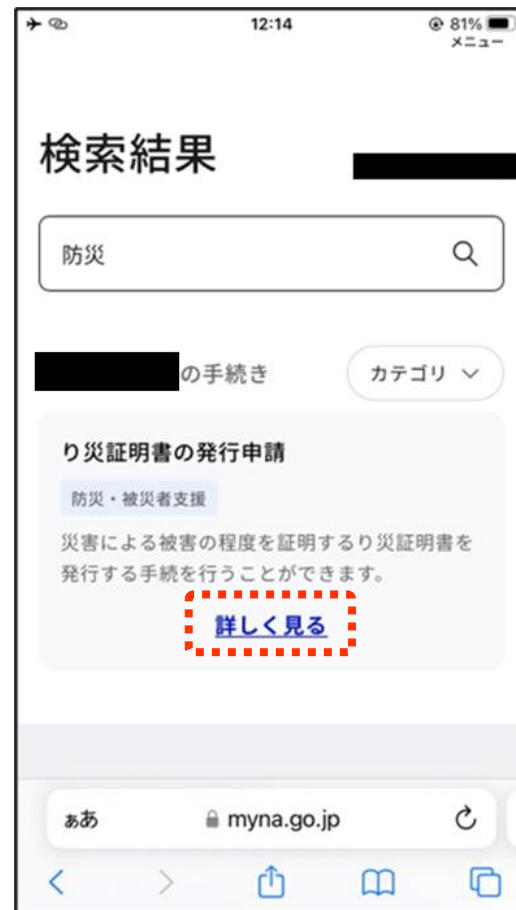 12:14
81%
メニュー
検索結果
防災
の手続き
カテゴリ
り災証明書の発行申請
防災・被災者支援
災害による被害の程度を証明するり災証明書を
発行する手続を行うことができます。
詳しく見る
ぁあ
myna.go.jp